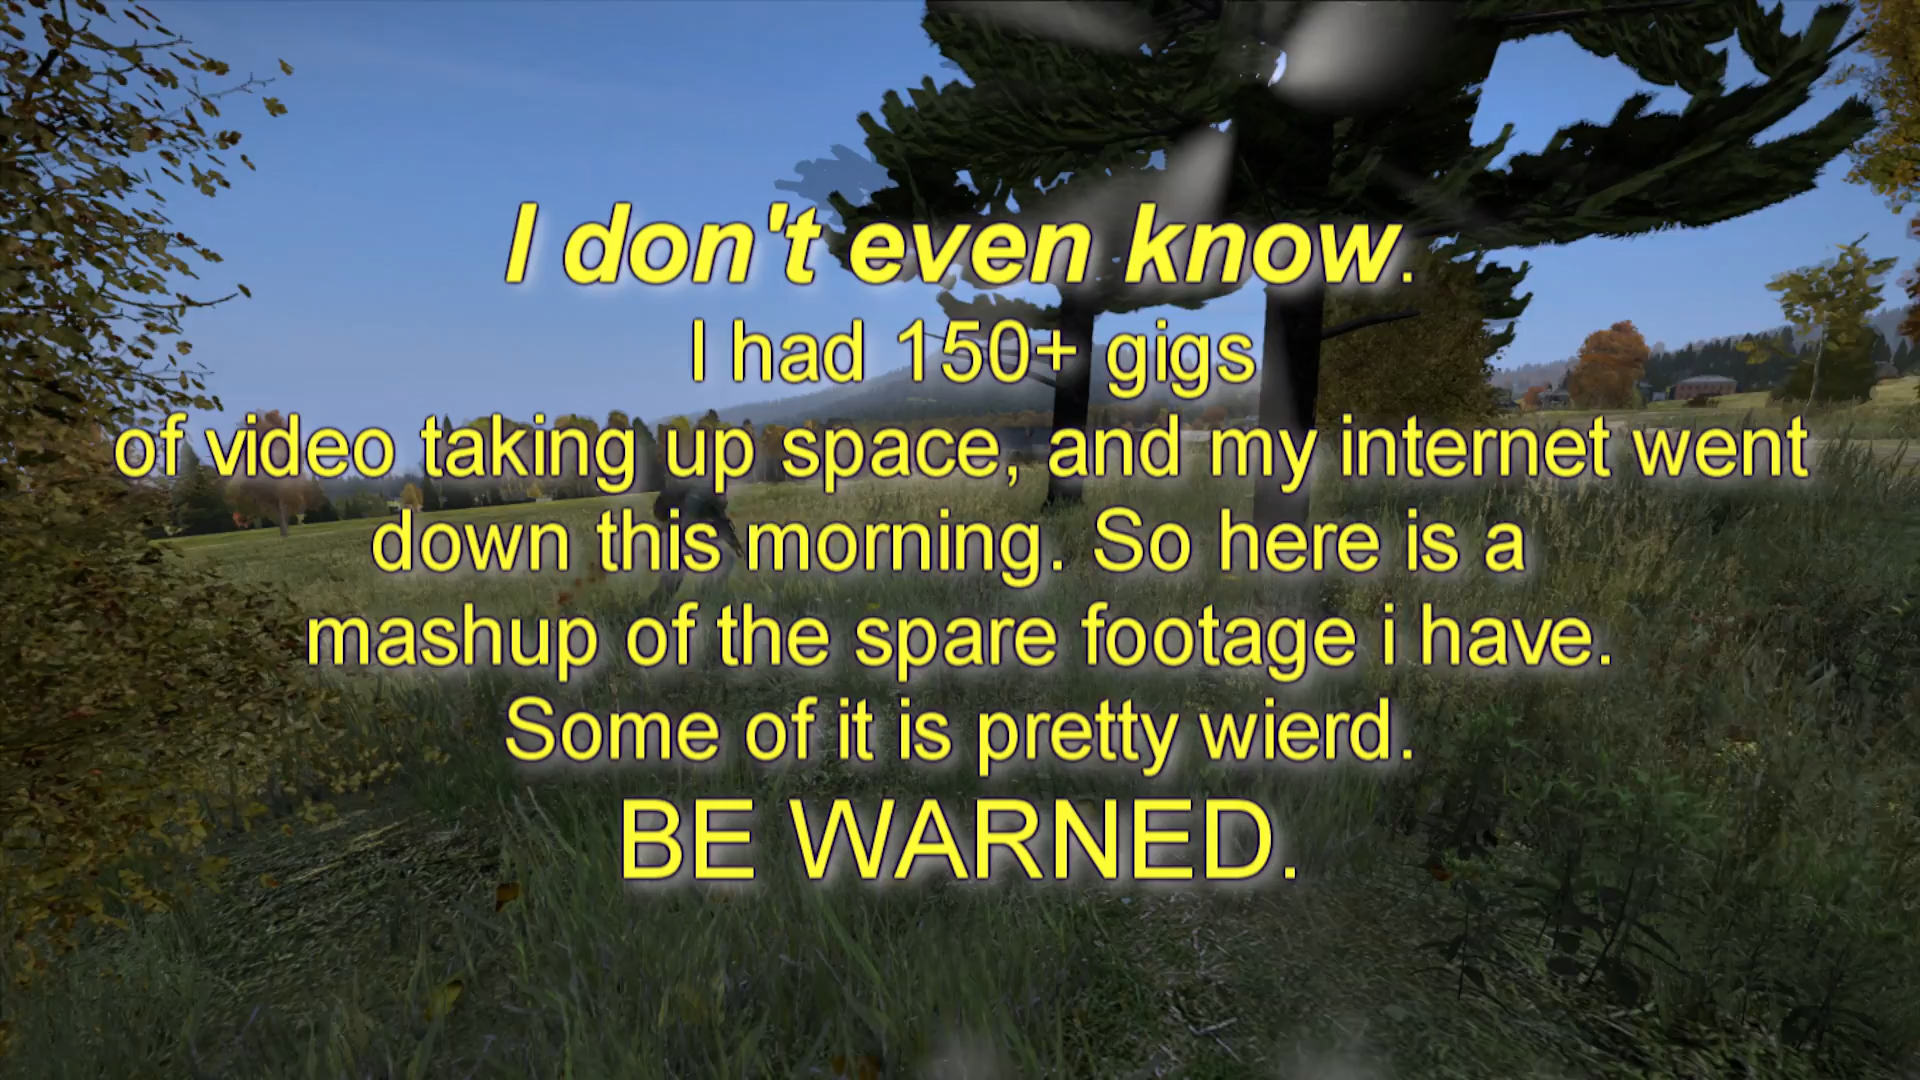 I don't even know.
I had 150+ gigs
of video taking up space, and my internet went
down this morning. So here is a
mashup of the spare footage i have.
Some of it is pretty wierd.
BE WARNED.